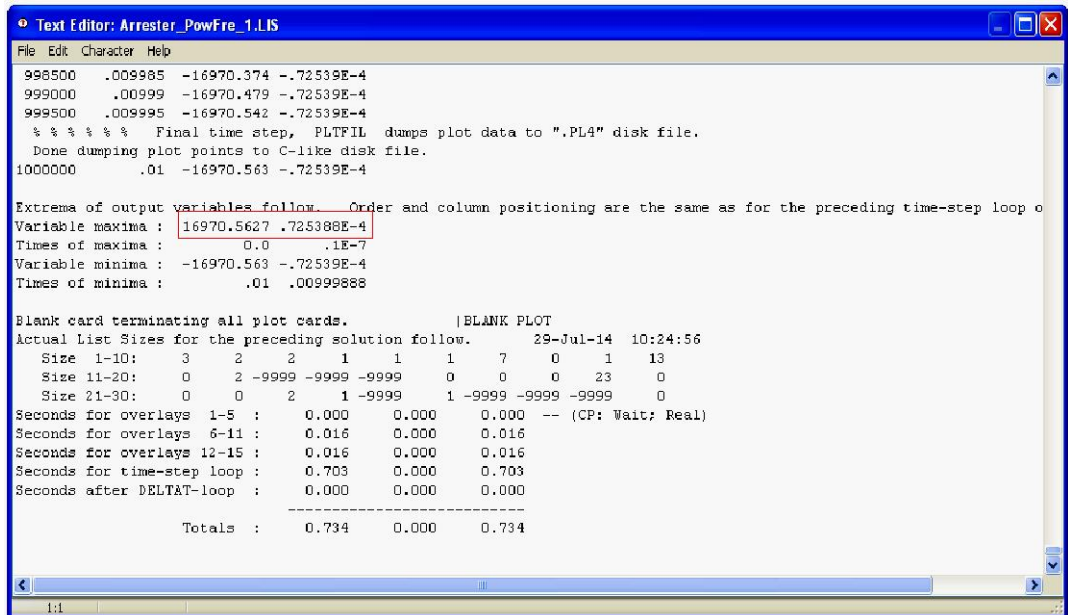 Text Editor: Arrester_PowFre_1.LIS
File Edit Character Help
998500 .009985 -16970.374 -.72539E-4
999000 .00999 -16970.479 -.72539E-4
999500 .009995 -16970.542 -.72539E-4
% % % % % % Final time step, PLTFIL dumps plot data to ".PL4" disk file.
Done dumping plot points to C-like disk file.
1000000 .01 -16970.563 -.72539E-4
Extrema of output variables follow. Order and column positioning are the same as for the preceding time-step loop o
Variable maxima : 16970.5627 .725388E-4
Times of maxima : 0.0 .1E-7
Variable minima : -16970.563 -.72539E-4
Times of minima : .01 .00999888
Blank card terminating all plot cards. |BLANK PLOT
Actual List Sizes for the preceding solution follow. 29-Jul-14 10:24:56
Size 1-10: 3 2 2 1 1 1 7 0 1 13
Size 11-20: 0 2 -9999 -9999 -9999 0 0 0 23 0
Size 21-30: 0 0 2 1 -9999 1 -9999 -9999 -9999 0
Seconds for overlays 1-5 : 0.000 0.000 0.000 -- (CP: Wait; Real)
Seconds for overlays 6-11 : 0.016 0.000 0.016
Seconds for overlays 12-15 : 0.016 0.000 0.016
Seconds for time-step loop : 0.703 0.000 0.703
Seconds after DELTAT-loop : 0.000 0.000 0.000
---------------------------
Totals : 0.734 0.000 0.734
1:1